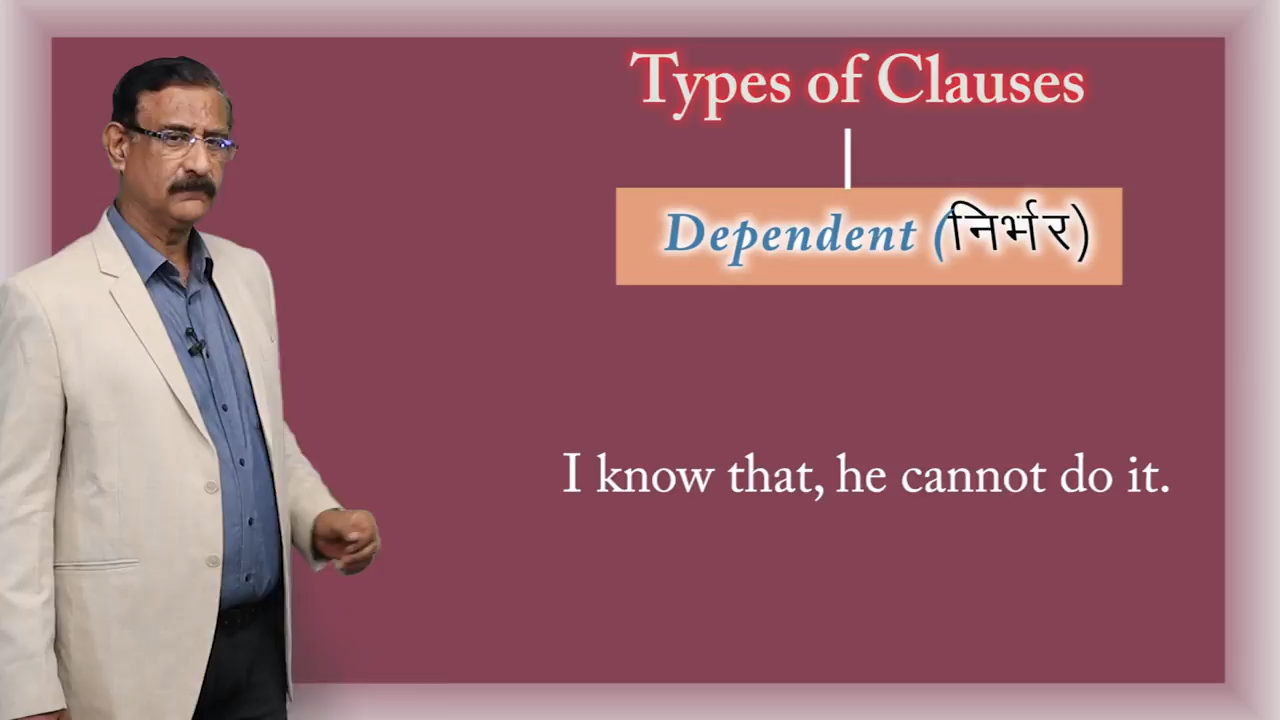 Types of Clauses
Dependent (निर्भर)
I know that, he cannot do it.